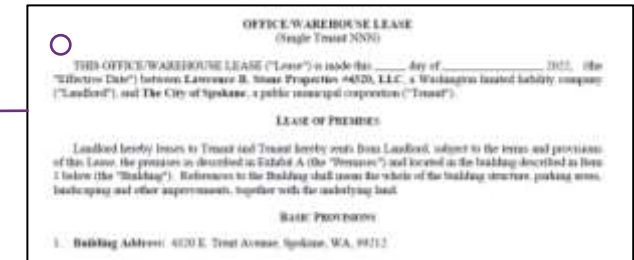 OFFICE/WAREHOUSE LEASE
(Single Tenant NNN)
THIS OFFICE/WAREHOUSE LEASE ("Lease") is made this _____ day of _______________ 2022, (the
"Effective Date") between Lawrence B. Stone Properties #4320, LLC, a Washington limited liability company
("Landlord"), and The City of Spokane, a public municipal corporation ("Tenant").
LEASE OF PREMISES
Landlord hereby leases to Tenant and Tenant hereby rents from Landlord, subject to the terms and provisions
of this Lease, the premises as described in Exhibit A (the "Premises") and located in the building described in Item
1 below (the "Building"). References to the Building shall mean the whole of the building structure, parking areas,
landscaping and other improvements, together with the underlying land.
BASIC PROVISIONS
1. Building Address: 4320 E. Trent Avenue, Spokane, WA, 99212